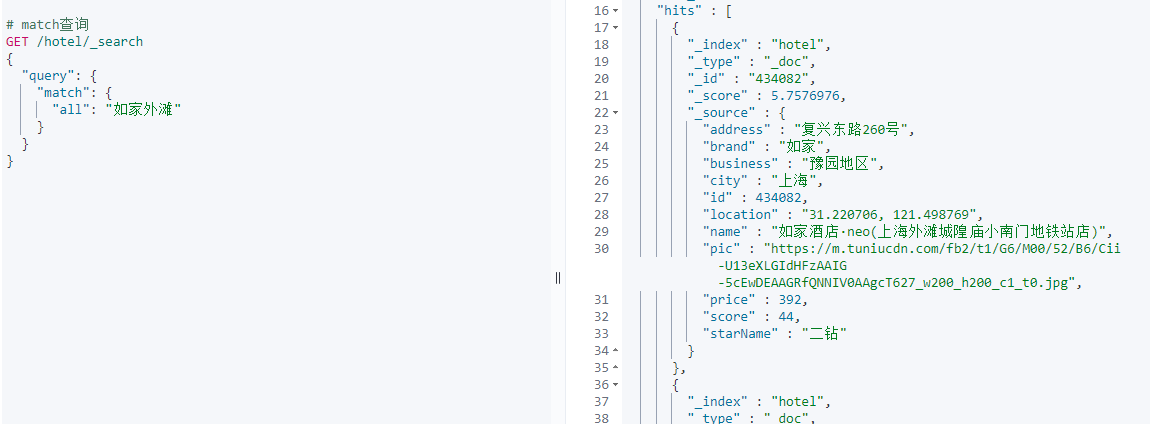 # match查询
GET /hotel/_search
{
  "query": {
    "match": {
      "all": "如家外滩"
    }
  }
}
16 "hits" : [
17 {
18 "_index" : "hotel",
19 "_type" : "_doc",
20 "_id" : "434082",
21 "_score" : 5.7576976,
22 "_source" : {
23 "address" : "复兴东路260号",
24 "brand" : "如家",
25 "business" : "豫园地区",
26 "city" : "上海",
27 "id" : 434082,
28 "location" : "31.220706, 121.498769",
29 "name" : "如家酒店·neo(上海外滩城隍庙小南门地铁站店)",
30 "pic" : "https://m.tuniucdn.com/fb2/t1/G6/M00/52/B6/Cii
-U13eXLGIdHFzAAIG
-5cEwDEAAGRfQNNIV0AAgcT627_w200_h200_c1_t0.jpg",
31 "price" : 392,
32 "score" : 44,
33 "starName" : "二钻"
34 }
35 },
36 {
37 "_index" : "hotel",
38 "_type" : "_doc",